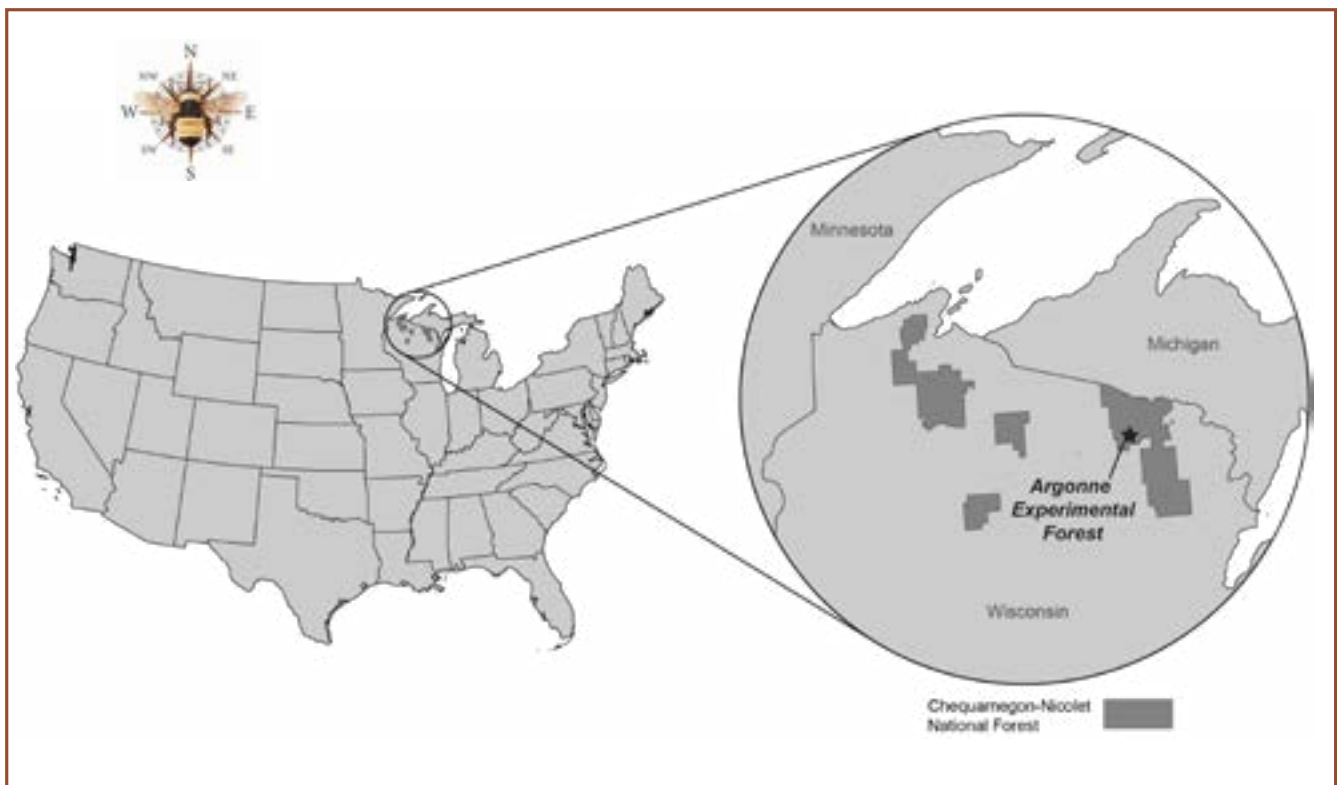 N
NW NE
W E
SW SE
S
Minnesota
Michigan
Argonne
Experimental
Forest
Wisconsin
Chequamegon-Nicolet
National Forest